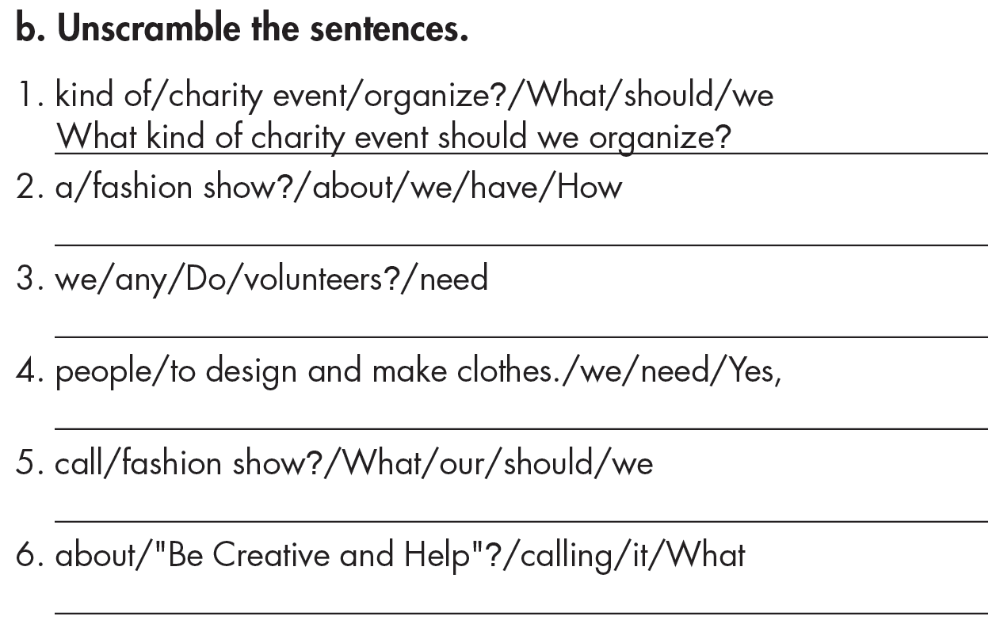 b. Unscramble the sentences.
1. kind of/charity event/organize?/What/should/we
What kind of charity event should we organize?
2. a/fashion show?/about/we/have/How
3. we/any/Do/volunteers?/need
4. people/to design and make clothes./we/need/Yes,
5. call/fashion show?/What/our/should/we
6. about/"Be Creative and Help"?/calling/it/What